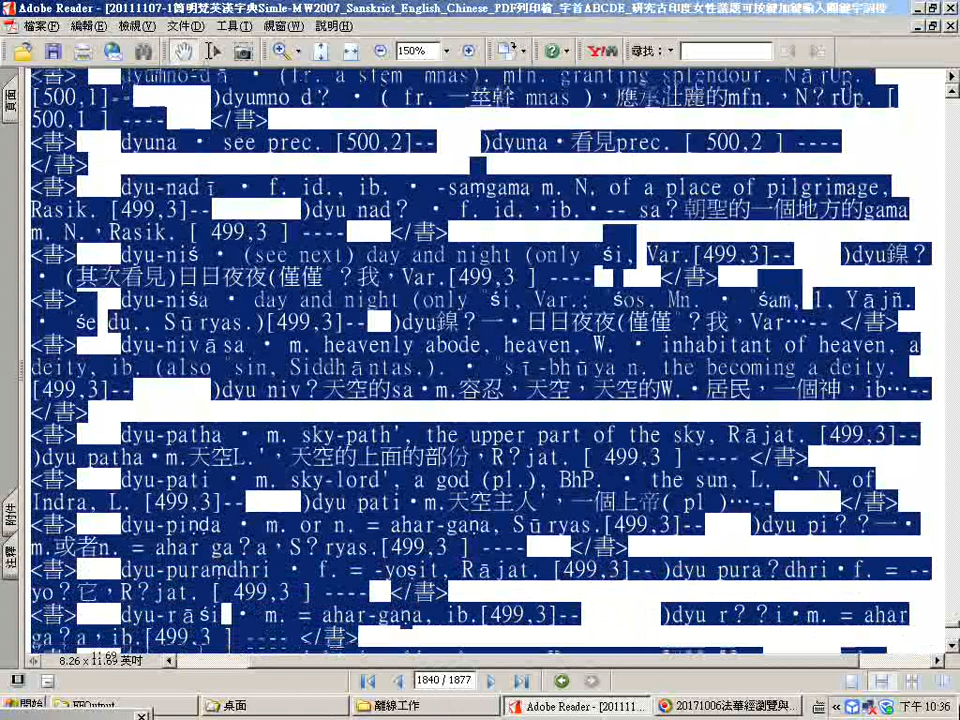 Adobe Reader - [20111107-1簡明梵英漢字典Simle-MW2007_Sanskrict_English_Chinese_PDF列印檔_字首ABCDE_研究古印度女性議題可按
檔案(F) 編輯(E) 檢視(V) 文件(D) 工具(T) 視窗(W) 說明(H)
150% 尋找：
頁面
附件
注釋
<書> dyumno-dā • (fr. a stem mnas). mfn. granting splendour. NārUp.
[500,1]-- )dyumno d? • ( fr. 一莖幹 mnas )，應承壯麗的mfn.，N?rUp. [
500,1 ] ---- </書>
<書> dyuna • see prec. [500,2]-- )dyuna•看見prec. [ 500,2 ] ----
</書>
<書> dyu-nadī • f. id., ib. • -saṃgama m. N. of a place of pilgrimage,
Rasik. [499,3]-- )dyu nad? • f. id.，ib.•-- sa?朝聖的一個地方的gama
m. N.，Rasik. [ 499,3 ] ---- </書>
<書> dyu-niś • (see next) day and night (only °śi, Var.[499,3]-- )dyu鎳?
• (其次看見)日日夜夜(僅僅°?我，Var.[499,3 ] ---- </書>
<書> dyu-niśa • day and night (only °śi, Var.; °śos, Mn. • °śam, I, Yājñ.
• °śe du., Sūryas.)[499,3]-- )dyu鎳?一•日日夜夜(僅僅°?我，Var…-- </書>
<書> dyu-nivāsa • m. heavenly abode, heaven, W. • inhabitant of heaven, a
deity, ib. (also °sin, Siddhāntas.). • °sī-bhūya n. the becoming a deity.
[499,3]-- )dyu niv?天空的sa•m.容忍，天空，天空的W.•居民，一個神，ib…--
</書>
<書> dyu-patha • m. sky-path', the upper part of the sky, Rājat. [499,3]--
)dyu patha•m.天空L.'，天空的上面的部份，R?jat. [ 499,3 ] ---- </書>
<書> dyu-pati • m. sky-lord', a god (pl.), BhP. • the sun, L. • N. of
Indra, L. [499,3]-- )dyu pati•m.天空主人'，一個上帝( pl )…---- </書>
<書> dyu-piṇḍa • m. or n. = ahar-gaṇa, Sūryas.[499,3]-- )dyu pi??一•
m.或者n. = ahar ga?a，S?ryas.[499,3 ] ---- </書>
<書> dyu-puraṃdhri • f. = -yoṣit, Rājat. [499,3]-- )dyu pura?dhri•f. = --
yo?它，R?jat. [ 499,3 ] ---- </書>
<書> dyu-rāśi • m. = ahar-gaṇa, ib.[499,3]-- )dyu r??i•m. = ahar
ga?a，ib.[499,3 ] ---- </書>
8.26 x 11.69 英吋
1840 / 1877
開始 EEOutput 桌面 離線工作 Adobe Reader - [201111... 20171006法華經瀏覽與... 下午 10:36